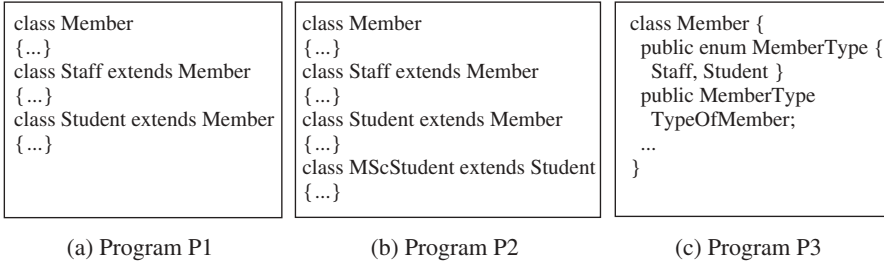 class Member
{...}
class Staff extends Member
{...}
class Student extends Member
{...}
class Member
{...}
class Staff extends Member
{...}
class Student extends Member
{...}
class MScStudent extends Student
{...}
class Member {
public enum MemberType {
Staff, Student }
public MemberType
TypeOfMember;
...
}
(a) Program P1
(b) Program P2
(c) Program P3